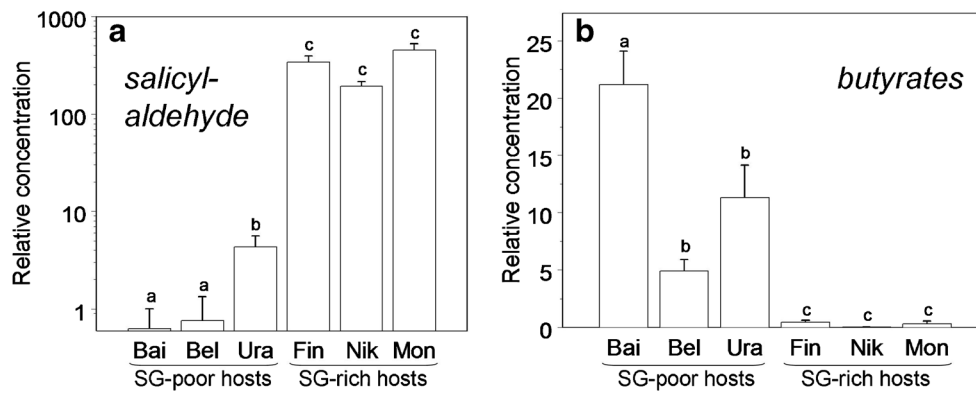 a
salicyl-
aldehyde
Relative concentration
1000
100
10
1
a
a
b
c
c
c
Bai Bel Ura Fin Nik Mon
SG-poor hosts SG-rich hosts
b
butyrates
Relative concentration
25
20
15
10
5
0
a
b
b
c
c
c
Bai Bel Ura Fin Nik Mon
SG-poor hosts SG-rich hosts